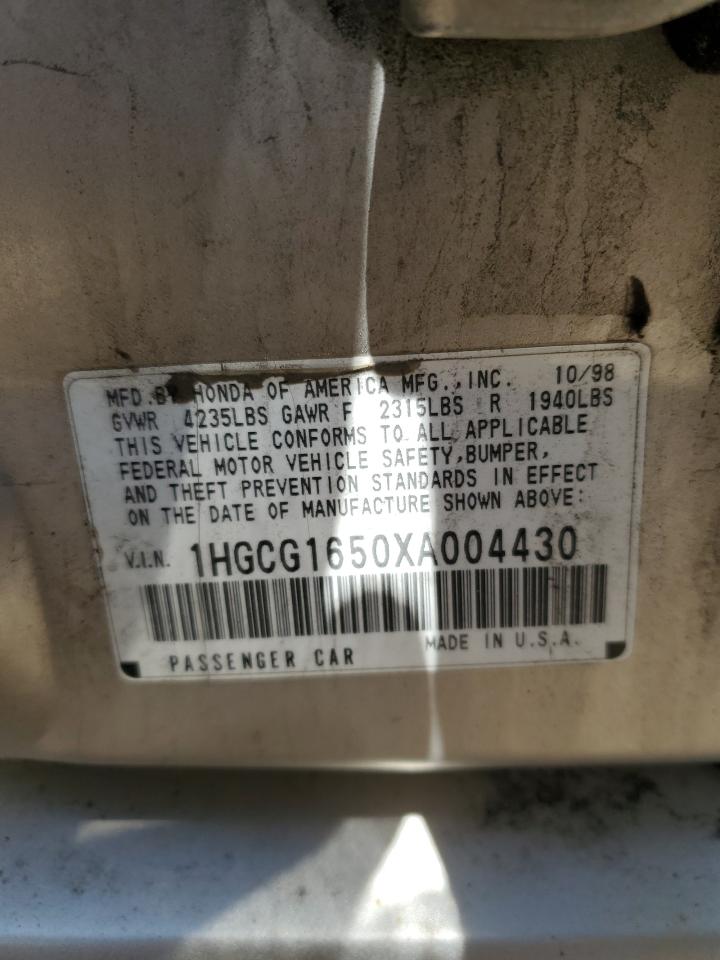 MFD.BY HONDA OF AMERICA MFG.,INC. 10/98
GVWR 4235LBS GAWR F 2315LBS R 1940LBS
THIS VEHICLE CONFORMS TO ALL APPLICABLE
FEDERAL MOTOR VEHICLE SAFETY,BUMPER,
AND THEFT PREVENTION STANDARDS IN EFFECT
ON THE DATE OF MANUFACTURE SHOWN ABOVE:
V.I.N. 1HGCG1650XA004430
PASSENGER CAR MADE IN U.S.A.